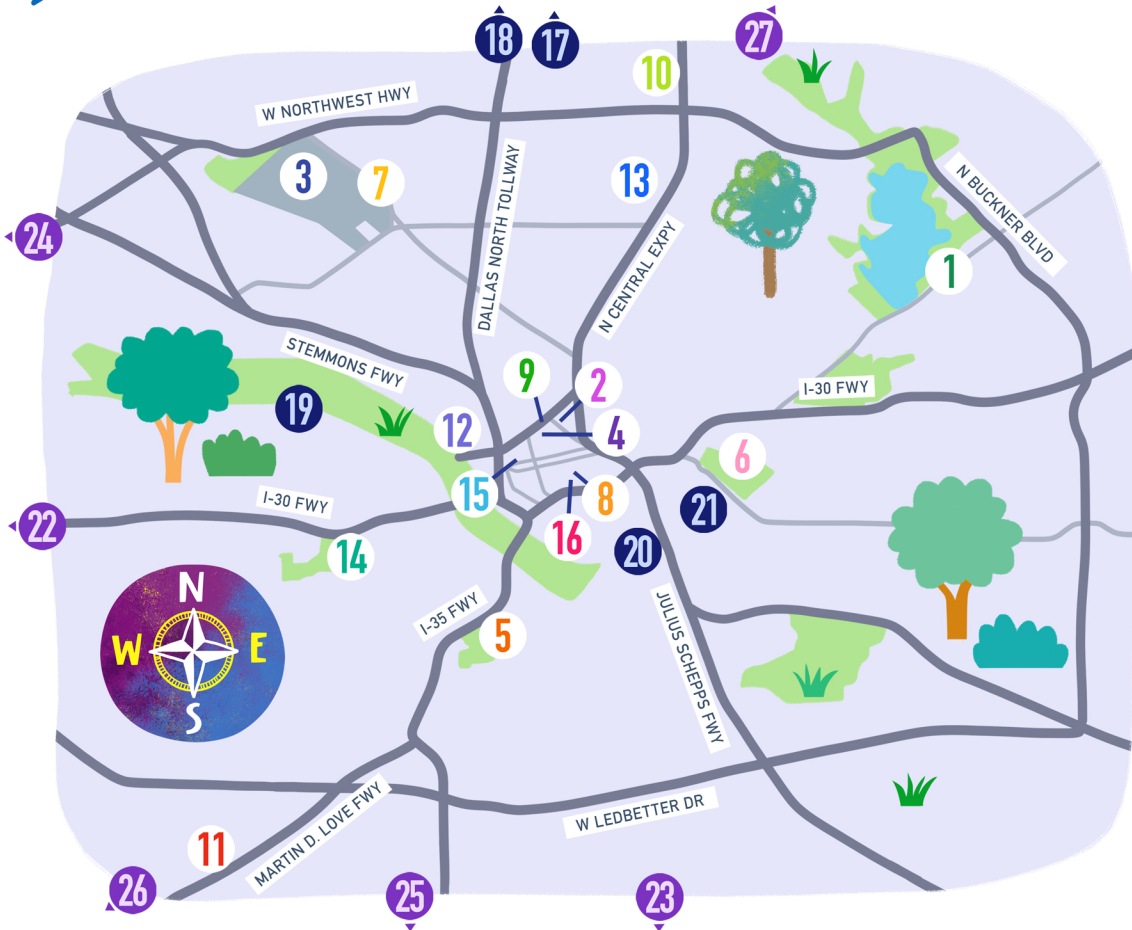 18
17
27
10
W NORTHWEST HWY
3
7
13
DALLAS NORTH TOLLWAY
N CENTRAL EXPY
N BUCKNER BLVD
24
1
STEMMONS FWY
9
2
I-30 FWY
19
12
4
6
I-30 FWY
15
8
21
22
14
16
20
N
W
E
S
I-35 FWY
5
JULIUS SCHEPPS FWY
W LEDBETTER DR
MARTIN D. LOVE FWY
11
26
25
23